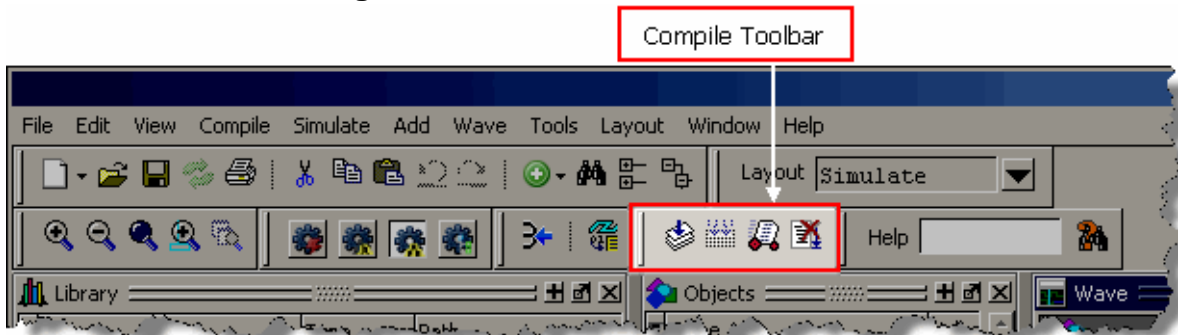 Compile Toolbar
File Edit View Compile Simulate Add Wave Tools Layout Window Help
Layout Simulate
Help
Library Objects Wave